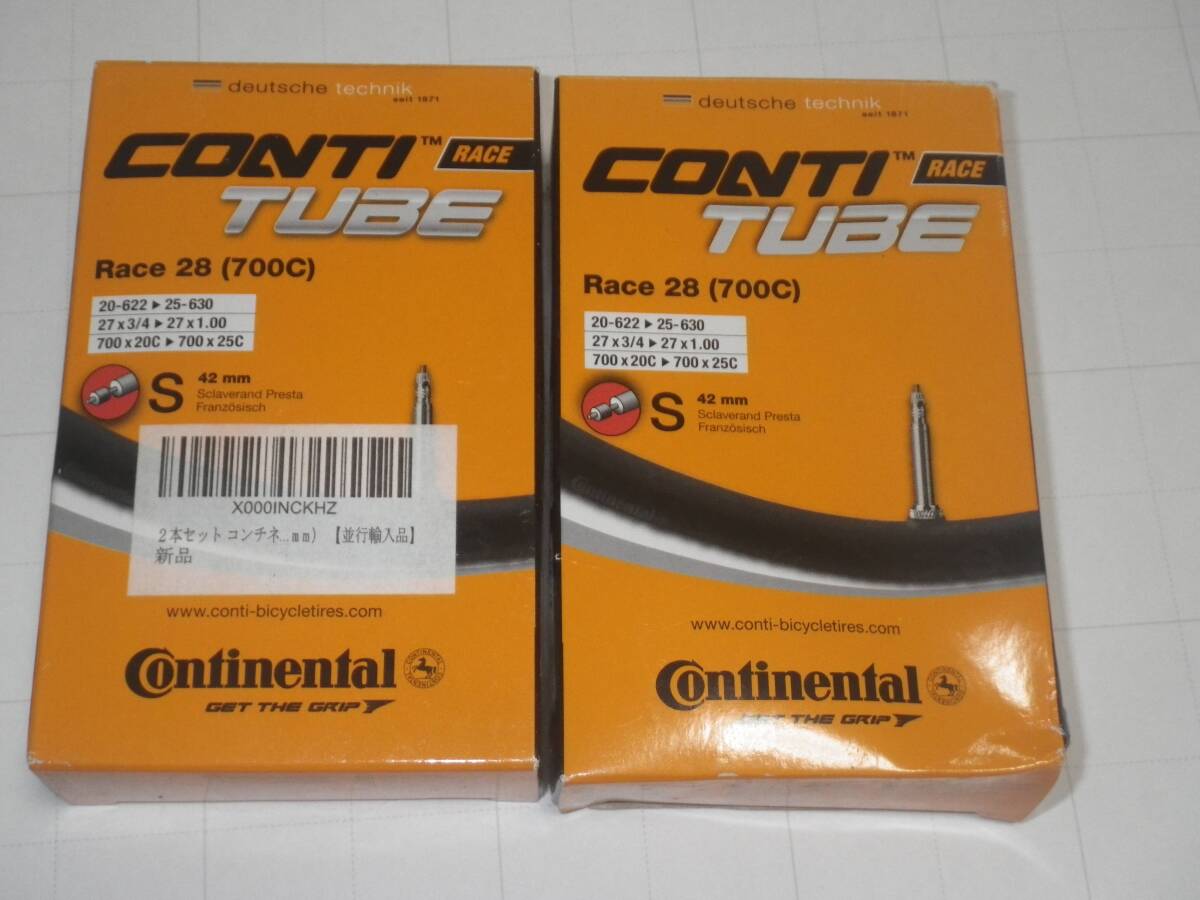 deutsche technik
seit 1871
CONTI™ RACE
TUBE
Race 28 (700C)
20-622 ▶ 25-630
27 x 3/4 ▶ 27 x 1.00
700 x 20C ▶ 700 x 25C
S 42 mm
Sclaverand Presta
Französisch
X000INCKHZ
2本セット コンチネ...mm) 【並行輸入品】
新品
www.conti-bicycletires.com
Continental
GET THE GRIP
deutsche technik
seit 1871
CONTI™ RACE
TUBE
Race 28 (700C)
20-622 ▶ 25-630
27 x 3/4 ▶ 27 x 1.00
700 x 20C ▶ 700 x 25C
S 42 mm
Sclaverand Presta
Französisch
Continental
www.conti-bicycletires.com
Continental
GET THE GRIP